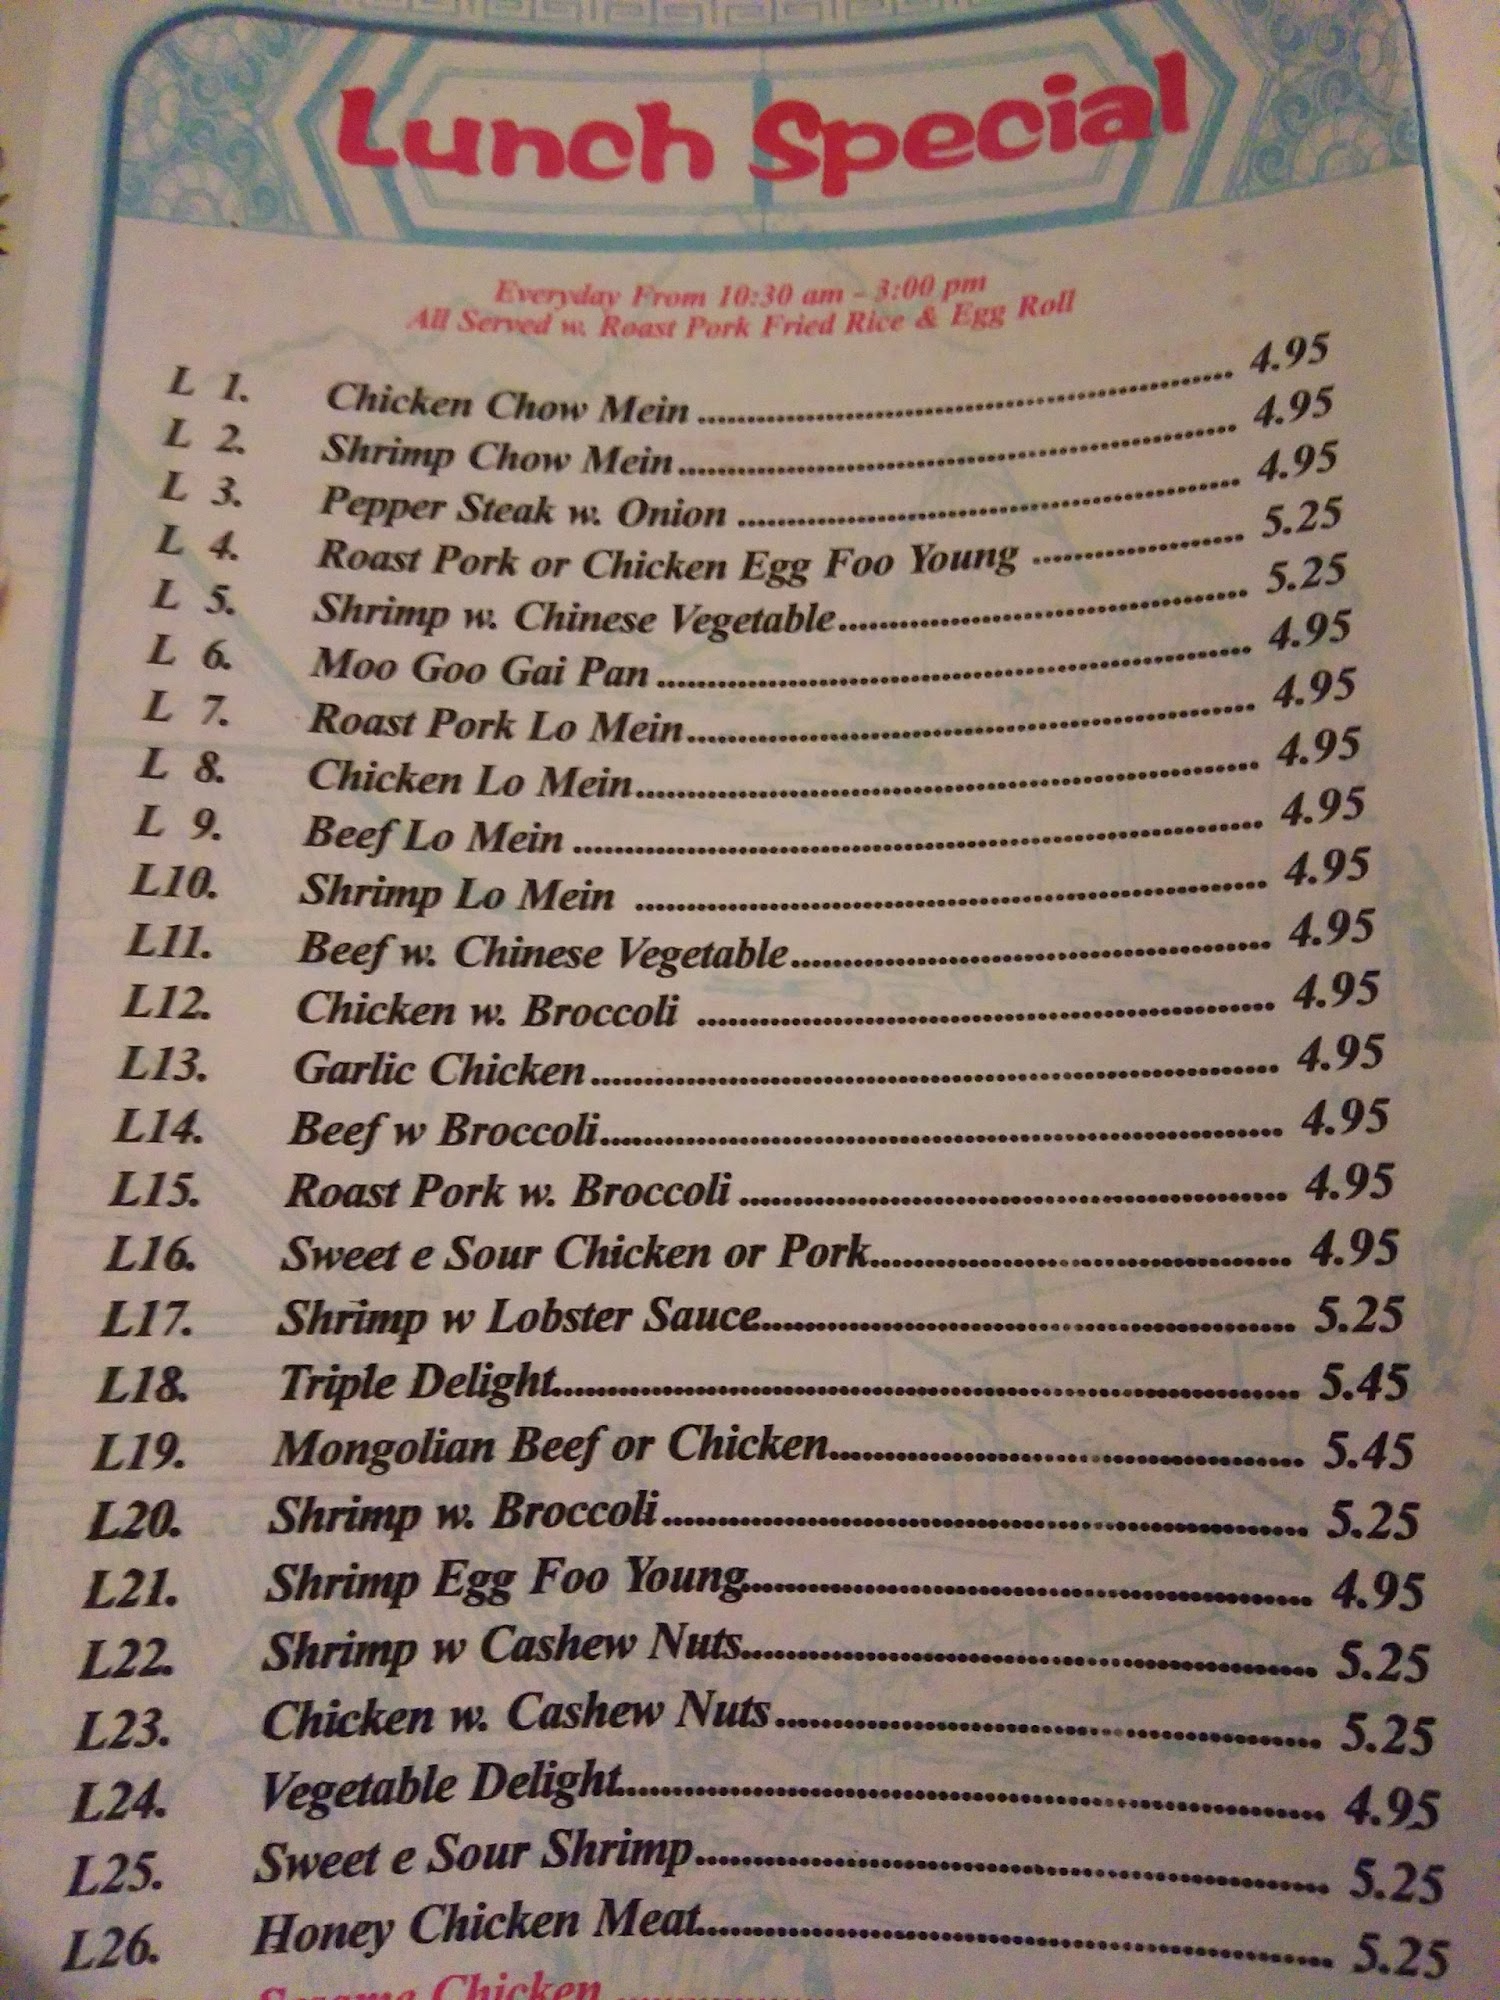 Lunch Special
Everyday From 10:30 am - 3:00 pm
All Served w. Roast Pork Fried Rice & Egg Roll
L 1. Chicken Chow Mein 4.95
L 2. Shrimp Chow Mein 4.95
L 3. Pepper Steak w. Onion 4.95
L 4. Roast Pork or Chicken Egg Foo Young 5.25
L 5. Shrimp w. Chinese Vegetable 5.25
L 6. Moo Goo Gai Pan 4.95
L 7. Roast Pork Lo Mein 4.95
L 8. Chicken Lo Mein 4.95
L 9. Beef Lo Mein 4.95
L10. Shrimp Lo Mein 4.95
L11. Beef w. Chinese Vegetable 4.95
L12. Chicken w. Broccoli 4.95
L13. Garlic Chicken 4.95
L14. Beef w Broccoli 4.95
L15. Roast Pork w. Broccoli 4.95
L16. Sweet e Sour Chicken or Pork 4.95
L17. Shrimp w Lobster Sauce 5.25
L18. Triple Delight 5.45
L19. Mongolian Beef or Chicken 5.45
L20. Shrimp w. Broccoli 5.25
L21. Shrimp Egg Foo Young 4.95
L22. Shrimp w Cashew Nuts 5.25
L23. Chicken w. Cashew Nuts 5.25
L24. Vegetable Delight 4.95
L25. Sweet e Sour Shrimp 5.25
L26. Honey Chicken Meat 5.25
Sesame Chicken